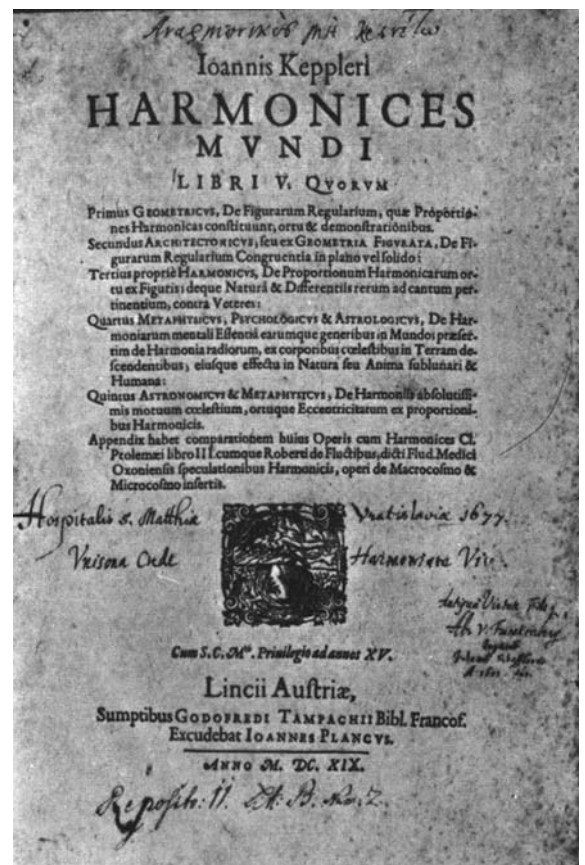 Ioannis Keppleri
HARMONICES
MVNDI
LIBRI V. QVORVM
Primus GEOMETRICVS, De Figurarum Regularium, quæ Proportio-
nes Harmonicas constituunt, ortu & demonstrationibus.
Secundus ARCHITECTONICVS, seu ex GEOMETRIA FIGVRATA, De Fi-
gurarum Regularium Congruentia in plano vel solido:
Tertius propriè HARMONICVS, De Proportionum Harmonicarum or-
tu ex Figuris; deque Naturâ & Differentiis rerum ad cantum per-
tinentium, contra Veteres:
Quartus METAPHYSICVS, PSYCHOLOGICVS & ASTROLOGICVS, De Har-
moniarum mentali Essentiâ earumque generibus in Mundo; præser-
tim de Harmonia radiorum, ex corporibus cœlestibus in Terram de-
scendentibus, eiusque effectu in Natura seu Anima sublunari &
Humana:
Quintus ASTRONOMICVS & METAPHYSICVS, De Harmoniis absolutissi-
mis motuum cœlestium, ortuque Eccentricitatum ex proportioni-
bus Harmonicis.
Appendix habet comparationem huius Operis cum Harmonices Cl.
Ptolemæi libro III. cumque Roberti de Fluctibus, dicti Flud. Medici
Oxoniensis speculationibus Harmonicis, operi de Macrocosmo &
Microcosmo insertis.
Hospitalis S. Matthiæ Vratislaviæ 1677.
Vnisona Harmoniara
Cum S. C. Mtis. Privilegio ad annos XV.
Lincii Austriæ,
Sumptibus GODOFREDI TAMPACHII Bibl. Francof.
Excudebat IOANNES PLANCVS.
ANNO M. DC. XIX.
Reposito: II.